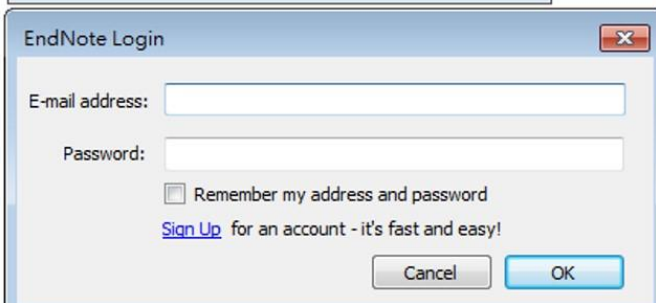 EndNote Login
E-mail address:
Password:
Remember my address and password
Sign Up for an account - it's fast and easy!
Cancel OK